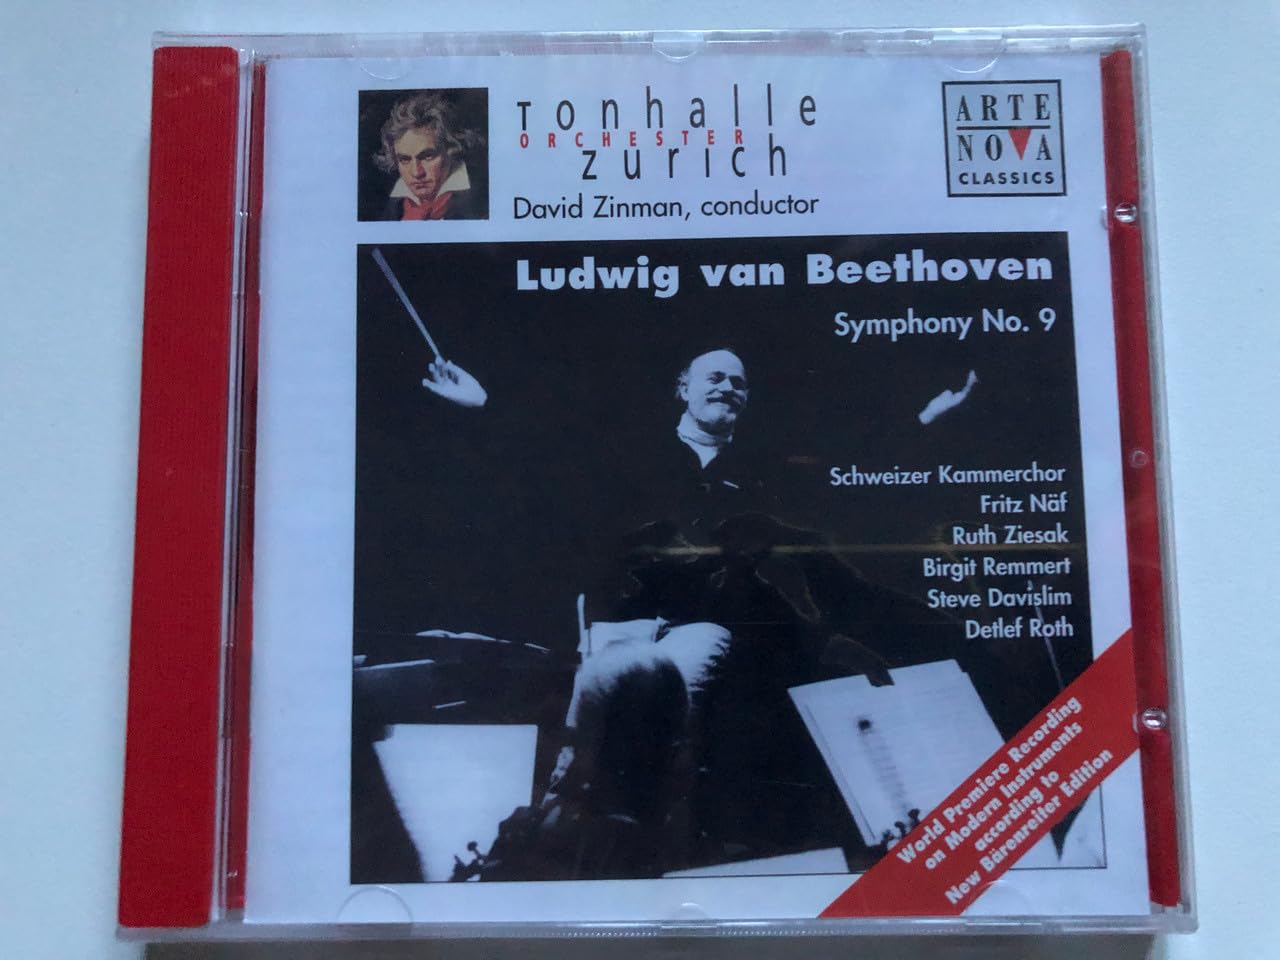 Tonhalle
ORCHESTER
zurich
David Zinman, conductor
ARTE
NOVA
CLASSICS
Ludwig van Beethoven
Symphony No. 9
Schweizer Kammerchor
Fritz Näf
Ruth Ziesak
Birgit Remmert
Steve Davislim
Detlef Roth
World Premiere Recording
on Modern Instruments
according to
New Bärenreiter Edition